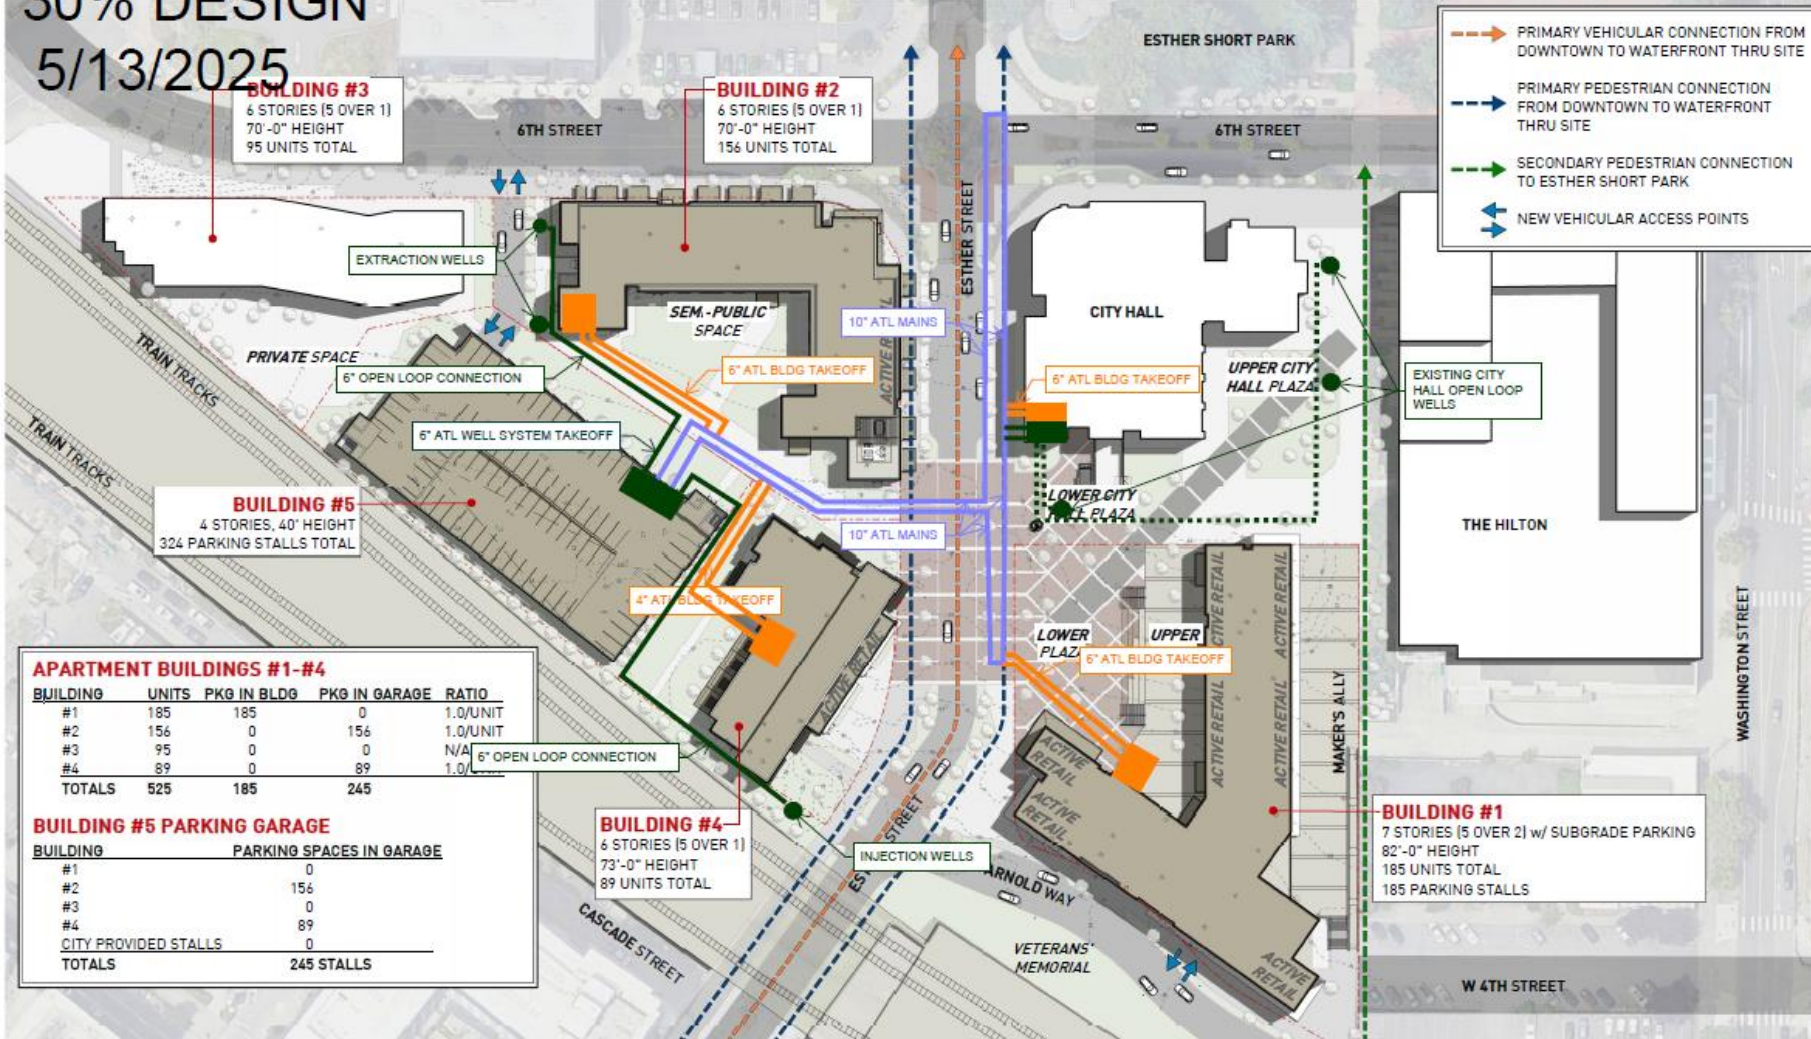 30% DESIGN
5/13/2025
BUILDING #3
6 STORIES (5 OVER 1)
70'-0" HEIGHT
95 UNITS TOTAL
BUILDING #2
6 STORIES (5 OVER 1)
70'-0" HEIGHT
156 UNITS TOTAL
ESTHER SHORT PARK
6TH STREET
6TH STREET
PRIMARY VEHICULAR CONNECTION FROM
DOWNTOWN TO WATERFRONT THRU SITE
PRIMARY PEDESTRIAN CONNECTION
FROM DOWNTOWN TO WATERFRONT
THRU SITE
SECONDARY PEDESTRIAN CONNECTION
TO ESTHER SHORT PARK
NEW VEHICULAR ACCESS POINTS
EXTRACTION WELLS
SEMI-PUBLIC
SPACE
ESTHER STREET
10" ATL MAINS
CITY HALL
TRAIN TRACKS
PRIVATE SPACE
6" OPEN LOOP CONNECTION
6" ATL BLDG TAKEOFF
ACTIVE RETAIL
6" ATL BLDG TAKEOFF
UPPER CITY
HALL PLAZA
EXISTING CITY
HALL OPEN LOOP
WELLS
TRAIN TRACKS
6" ATL WELL SYSTEM TAKEOFF
BUILDING #5
4 STORIES, 40' HEIGHT
324 PARKING STALLS TOTAL
LOWER CITY
HALL PLAZA
10" ATL MAINS
THE HILTON
4" ATL BLDG TAKEOFF
ACTIVE RETAIL
LOWER
PLAZA
UPPER
6" ATL BLDG TAKEOFF
ACTIVE RETAIL
ACTIVE RETAIL
ACTIVE RETAIL
ACTIVE RETAIL
MAKER'S ALLY
WASHINGTON STREET
APARTMENT BUILDINGS #1-#4
BUILDING UNITS PKG IN BLDG PKG IN GARAGE RATIO
#1 185 185 0 1.0/UNIT
#2 156 0 156 1.0/UNIT
#3 95 0 0 N/A
#4 89 0 89 1.0/UNIT
TOTALS 525 185 245
6" OPEN LOOP CONNECTION
ACTIVE
RETAIL
ACTIVE
RETAIL
BUILDING #5 PARKING GARAGE
BUILDING PARKING SPACES IN GARAGE
#1 0
#2 156
#3 0
#4 89
CITY PROVIDED STALLS 0
TOTALS 245 STALLS
BUILDING #4
6 STORIES (5 OVER 1)
73'-0" HEIGHT
89 UNITS TOTAL
INJECTION WELLS
ESTHER STREET
ARNOLD WAY
BUILDING #1
7 STORIES (5 OVER 2) w/ SUBGRADE PARKING
82'-0" HEIGHT
185 UNITS TOTAL
185 PARKING STALLS
CASCADE STREET
VETERANS'
MEMORIAL
ACTIVE
RETAIL
W 4TH STREET